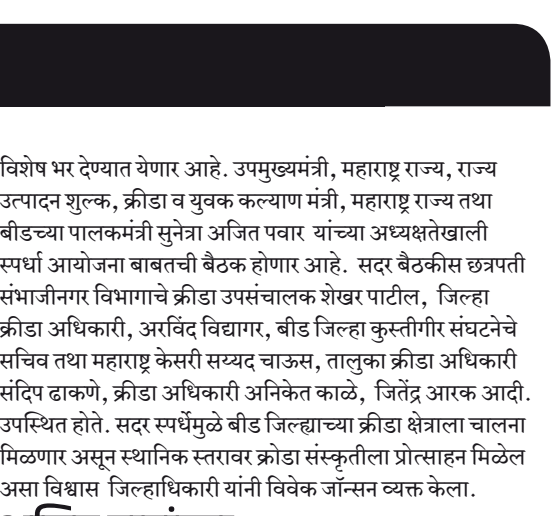 विशेष भर देण्यात येणार आहे. उपमुख्यमंत्री, महाराष्ट्र राज्य, राज्य
उत्पादन शुल्क, क्रीडा व युवक कल्याण मंत्री, महाराष्ट्र राज्य तथा
बीडच्या पालकमंत्री सुनेत्रा अजित पवार यांच्या अध्यक्षतेखाली
स्पर्धा आयोजना बाबतची बैठक होणार आहे. सदर बैठकीस छत्रपती
संभाजीनगर विभागाचे क्रीडा उपसंचालक शेखर पाटील, जिल्हा
क्रीडा अधिकारी, अरविंद विद्यागर, बीड जिल्हा कुस्तीगीर संघटनेचे
सचिव तथा महाराष्ट्र केसरी सय्यद चाऊस, तालुका क्रीडा अधिकारी
संदिप ढाकणे, क्रीडा अधिकारी अनिकेत काळे, जितेंद्र आरक आदी.
उपस्थित होते. सदर स्पर्धेमुळे बीड जिल्ह्याच्या क्रीडा क्षेत्राला चालना
मिळणार असून स्थानिक स्तरावर क्रोडा संस्कृतीला प्रोत्साहन मिळेल
असा विश्वास जिल्हाधिकारी यांनी विवेक जॉन्सन व्यक्त केला.